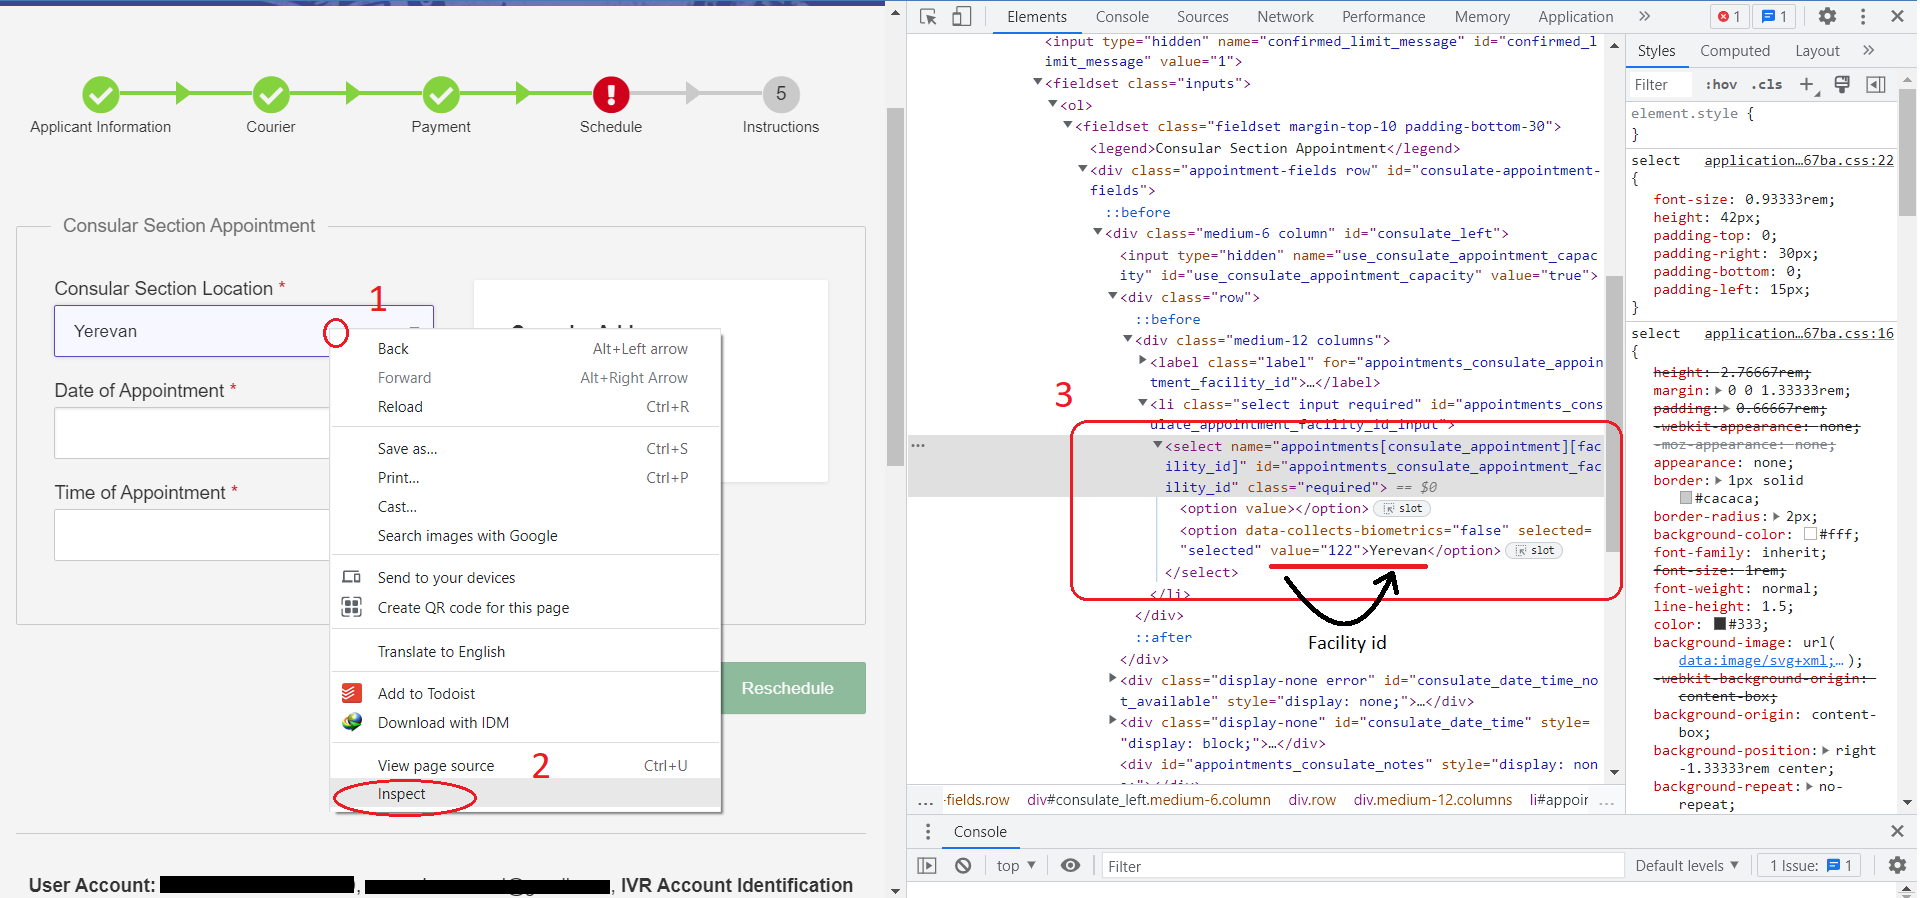 Applicant Information
Courier
Payment
Schedule
5
Instructions
Consular Section Appointment
Consular Section Location *
1
Yerevan
Date of Appointment *
Time of Appointment *
Back Alt+Left arrow
Forward Alt+Right Arrow
Reload Ctrl+R
Save as... Ctrl+S
Print... Ctrl+P
Cast...
Search images with Google
Send to your devices
Create QR code for this page
Translate to English
Add to Todoist
Download with IDM
View page source Ctrl+U
2
Inspect
Reschedule
User Account: , , IVR Account Identification
Elements Console Sources Network Performance Memory Application » 1 1
<input type="hidden" name="confirmed_limit_message" id="confirmed_l
imit_message" value="1">
<fieldset class="inputs">
<ol>
<fieldset class="fieldset margin-top-10 padding-bottom-30">
<legend>Consular Section Appointment</legend>
<div class="appointment-fields row" id="consulate-appointment-
fields">
::before
<div class="medium-6 column" id="consulate_left">
<input type="hidden" name="use_consulate_appointment_capac
ity" id="use_consulate_appointment_capacity" value="true">
<div class="row">
::before
<div class="medium-12 columns">
<label class="label" for="appointments_consulate_appoin
tment_facility_id">…</label>
3
<li class="select input required" id="appointments_cons
ulate_appointment_facility_id_input">
<select name="appointments[consulate_appointment][fac
ility_id]" id="appointments_consulate_appointment_fac
ility_id" class="required"> == $0
<option value></option> slot
<option data-collects-biometrics="false" selected=
"selected" value="122">Yerevan</option> slot
</select>
</li>
</div>
Facility id
::after
</div>
<div class="display-none error" id="consulate_date_time_no
t_available" style="display: none;">…</div>
<div class="display-none" id="consulate_date_time" style=
"display: block;">…</div>
<div id="appointments_consulate_notes" style="display: non
e;"></div>
... -fields.row div#consulate_left.medium-6.column div.row div.medium-12.columns li#appoir ...
Styles Computed Layout »
Filter :hov .cls +
element.style {
}
select application…67ba.css:22
{
font-size: 0.93333rem;
height: 42px;
padding-top: 0;
padding-right: 30px;
padding-bottom: 0;
padding-left: 15px;
}
select application…67ba.css:16
{
height: 2.76667rem;
margin: 0 0 1.33333rem;
padding: 0.66667rem;
-webkit-appearance: none;
-moz-appearance: none;
appearance: none;
border: 1px solid
#cacaca;
border-radius: 2px;
background-color: #fff;
font-family: inherit;
font-size: 1rem;
font-weight: normal;
line-height: 1.5;
color: #333;
background-image: url(
data:image/svg+xml;… );
-webkit-background-origin:
content-box;
background-origin: content-
box;
background-position: right
-1.33333rem center;
background-repeat: no-
repeat;
Console
top Filter Default levels 1 Issue: 1